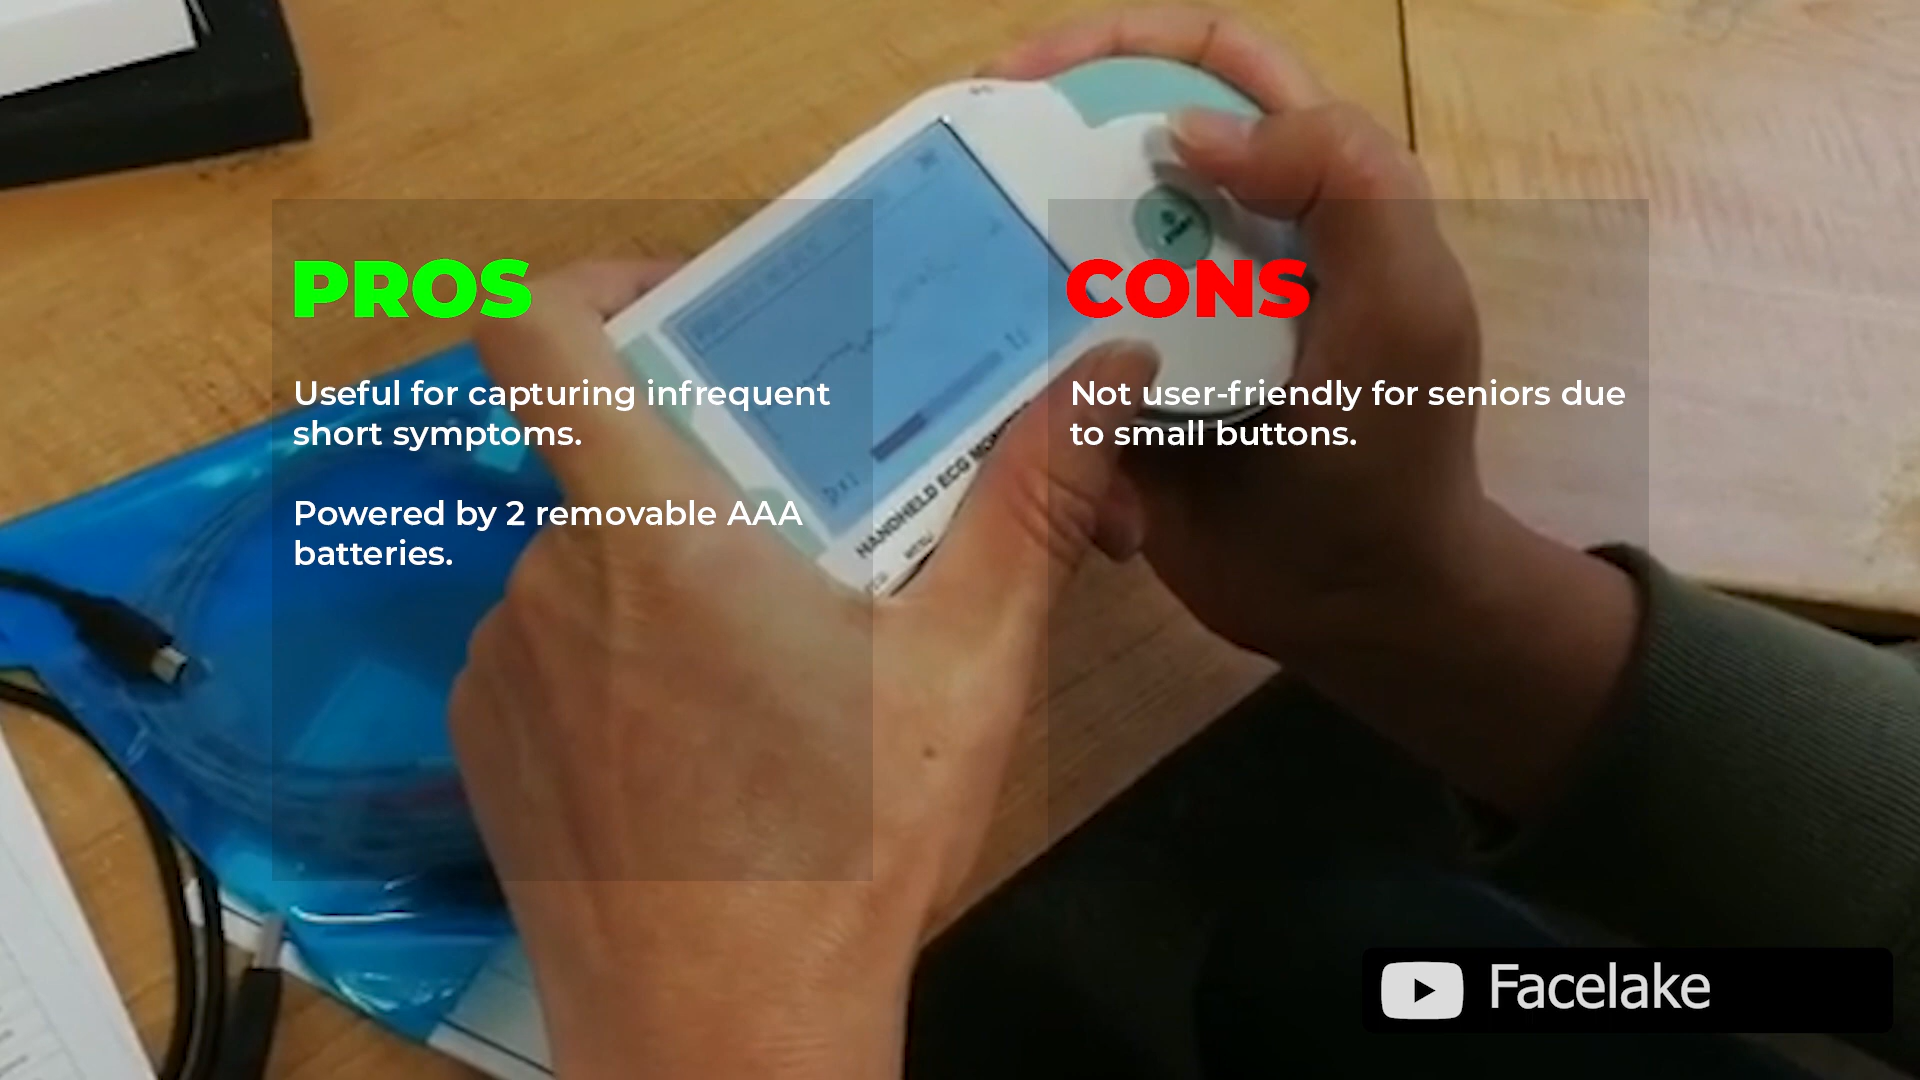 PROS
Useful for capturing infrequent
short symptoms.
Powered by 2 removable AAA
batteries.
CONS
Not user-friendly for seniors due
to small buttons.
HANDHELD ECG
MENU
Facelake